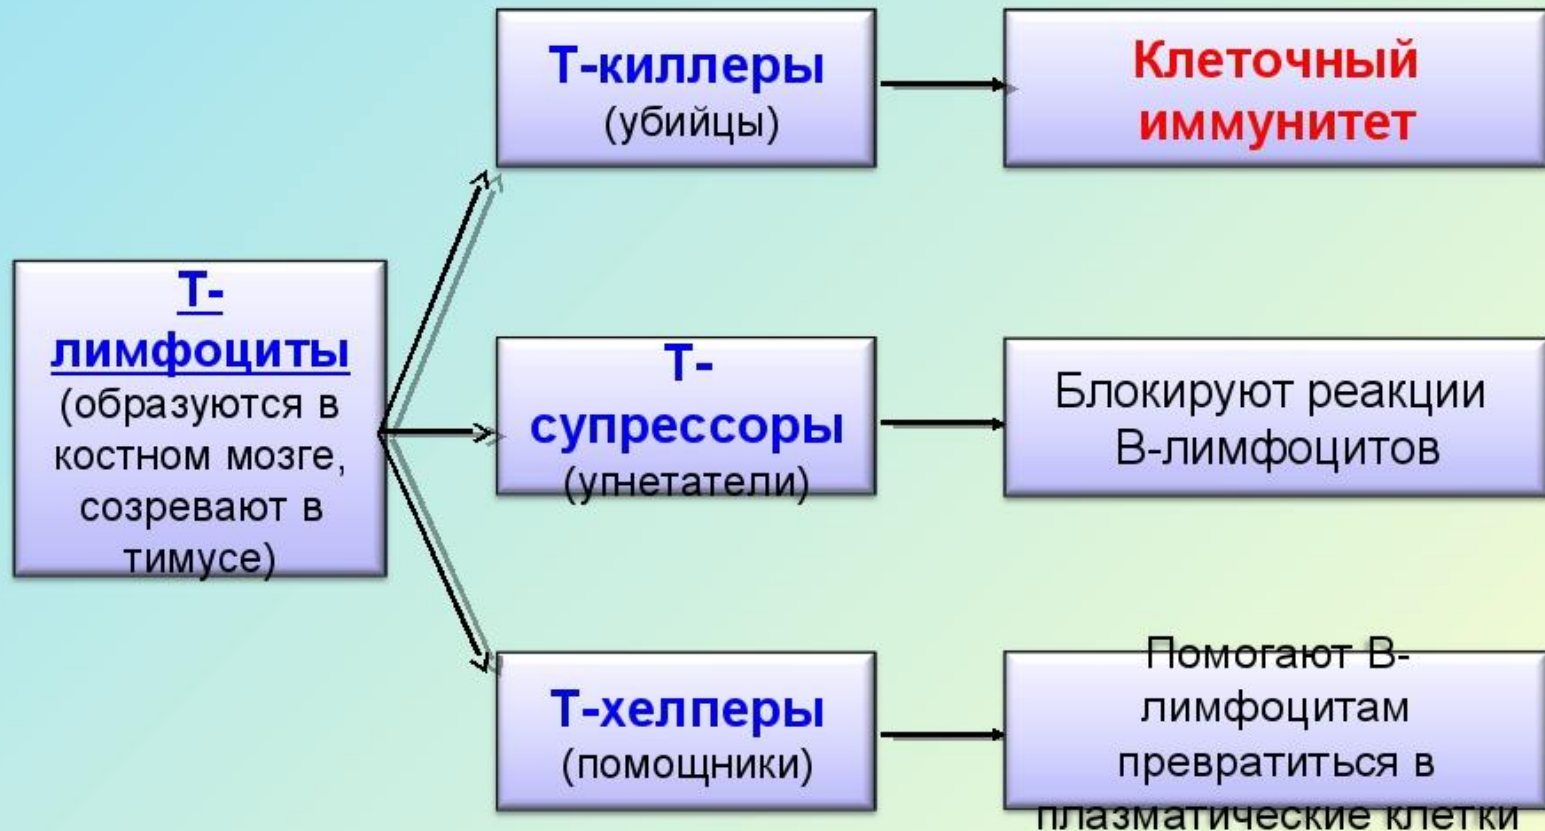 Т-киллеры
(убийцы)
Клеточный
иммунитет
Т-
лимфоциты
(образуются в
костном мозге,
созревают в
тимусе)
Т-
супрессоры
(угнетатели)
Блокируют реакции
В-лимфоцитов
Т-хелперы
(помощники)
Помогают В-
лимфоцитам
превратиться в
плазматические клетки